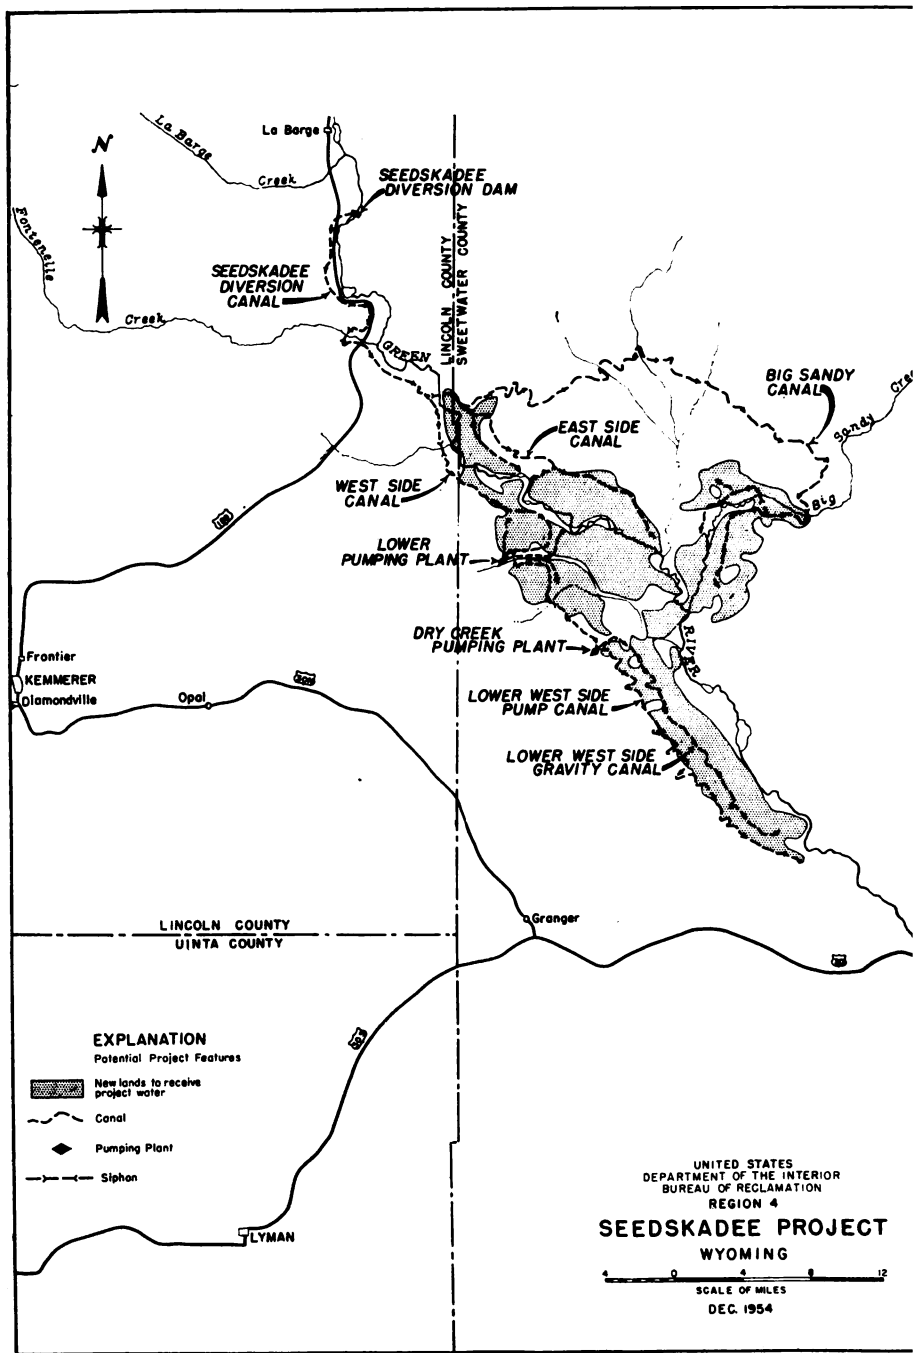 La Barge
La Barge
Creek
N
SEEDSKADEE
DIVERSION DAM
Fontenelle
Creek
SEEDSKADEE
DIVERSION
CANAL
LINCOLN COUNTY
SWEETWATER COUNTY
GREEN
BIG SANDY
CANAL
Big
Sandy
EAST SIDE
CANAL
WEST SIDE
CANAL
189
LOWER
PUMPING PLANT
DRY CREEK
PUMPING PLANT
RIVER
Frontier
KEMMERER
Diamondville
Opal
30N
LOWER WEST SIDE
PUMP CANAL
LOWER WEST SIDE
GRAVITY CANAL
Granger
LINCOLN COUNTY
UINTA COUNTY
30
30S
EXPLANATION
Potential Project Features
New lands to receive
project water
Canal
Pumping Plant
Siphon
LYMAN
UNITED STATES
DEPARTMENT OF THE INTERIOR
BUREAU OF RECLAMATION
REGION 4
SEEDSKADEE PROJECT
WYOMING
4 0 4 8 12
SCALE OF MILES
DEC. 1954